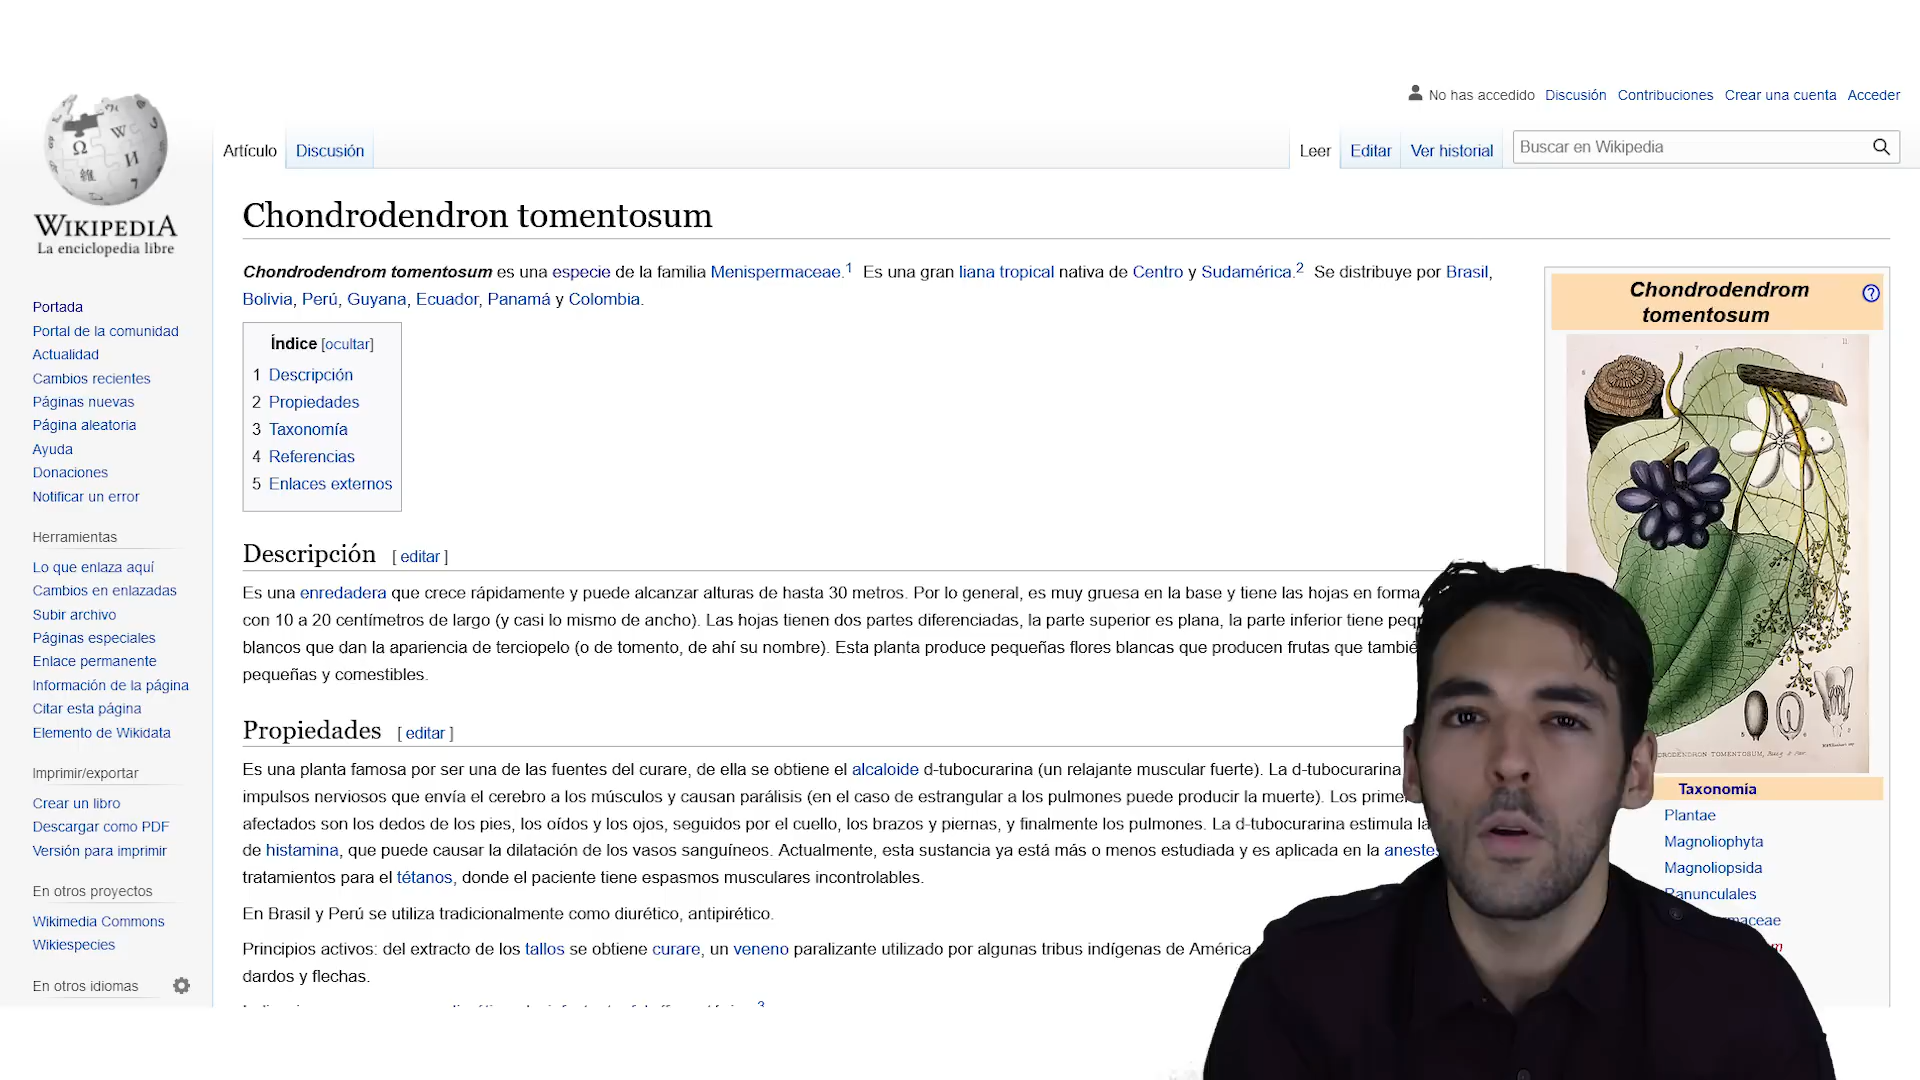 No has accedido Discusión Contribuciones Crear una cuenta Acceder
Artículo Discusión Leer Editar Ver historial Buscar en Wikipedia
WIKIPEDIA
La enciclopedia libre
Portada
Portal de la comunidad
Actualidad
Cambios recientes
Páginas nuevas
Página aleatoria
Ayuda
Donaciones
Notificar un error
Herramientas
Lo que enlaza aquí
Cambios en enlazadas
Subir archivo
Páginas especiales
Enlace permanente
Información de la página
Citar esta página
Elemento de Wikidata
Imprimir/exportar
Crear un libro
Descargar como PDF
Versión para imprimir
En otros proyectos
Wikimedia Commons
Wikiespecies
En otros idiomas
Chondrodendron tomentosum
Chondrodendrom tomentosum es una especie de la familia Menispermaceae.1 Es una gran liana tropical nativa de Centro y Sudamérica.2 Se distribuye por Brasil,
Bolivia, Perú, Guyana, Ecuador, Panamá y Colombia.
Índice [ocultar]
1 Descripción
2 Propiedades
3 Taxonomía
4 Referencias
5 Enlaces externos
Descripción [ editar ]
Es una enredadera que crece rápidamente y puede alcanzar alturas de hasta 30 metros. Por lo general, es muy gruesa en la base y tiene las hojas en forma
con 10 a 20 centímetros de largo (y casi lo mismo de ancho). Las hojas tienen dos partes diferenciadas, la parte superior es plana, la parte inferior tiene
blancos que dan la apariencia de terciopelo (o de tomento, de ahí su nombre). Esta planta produce pequeñas flores blancas que producen frutas que
pequeñas y comestibles.
Propiedades [ editar ]
Es una planta famosa por ser una de las fuentes del curare, de ella se obtiene el alcaloide d-tubocurarina (un relajante muscular fuerte). La d-tubocurarina
impulsos nerviosos que envía el cerebro a los músculos y causan parálisis (en el caso de estrangular a los pulmones puede producir la muerte). Los
afectados son los dedos de los pies, los oídos y los ojos, seguidos por el cuello, los brazos y piernas, y finalmente los pulmones. La d-tubocurarina estimula
de histamina, que puede causar la dilatación de los vasos sanguíneos. Actualmente, esta sustancia ya está más o menos estudiada y es aplicada en la
tratamientos para el tétanos, donde el paciente tiene espasmos musculares incontrolables.
En Brasil y Perú se utiliza tradicionalmente como diurético, antipirético.
Principios activos: del extracto de los tallos se obtiene curare, un veneno paralizante utilizado por algunas tribus indígenas de América
dardos y flechas.
Chondrodendrom
tomentosum
Taxonomía
Plantae
Magnoliophyta
Magnoliopsida
Ranunculales